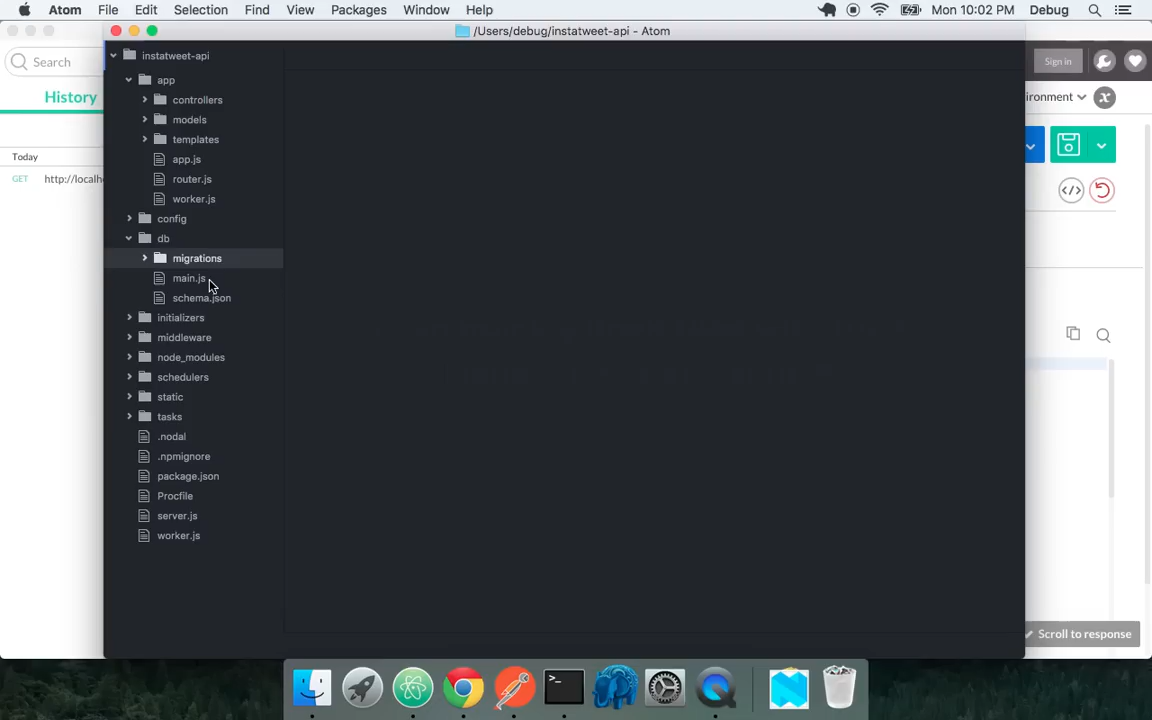 Atom File Edit Selection Find View Packages Window Help Mon 10:02 PM Debug
/Users/debug/instatweet-api - Atom
Search
Sign in
History
ironment
Today
GET http://localh
instatweet-api
app
controllers
models
templates
app.js
router.js
worker.js
config
db
migrations
main.js
schema.json
initializers
middleware
node_modules
schedulers
static
tasks
.nodal
.npmignore
package.json
Procfile
server.js
worker.js
Scroll to response